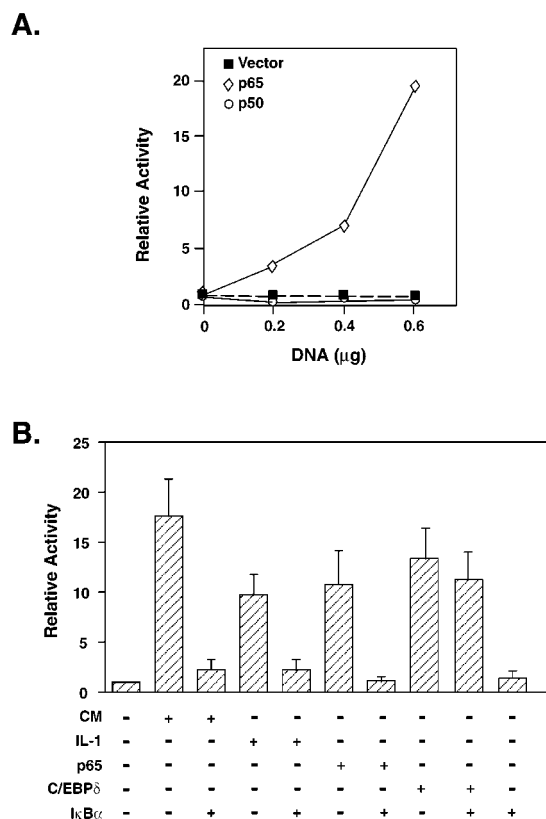 A.
Vector
p65
p50
20
15
10
5
0
Relative Activity
0 0.2 0.4 0.6
DNA (µg)
B.
25
20
15
10
5
0
Relative Activity
CM - + + - - - - - - -
IL-1 - - - + + - - - - -
p65 - - - - - + + - - -
C/EBPδ - - - - - - - + + -
IκBα - - + - + - + - + +